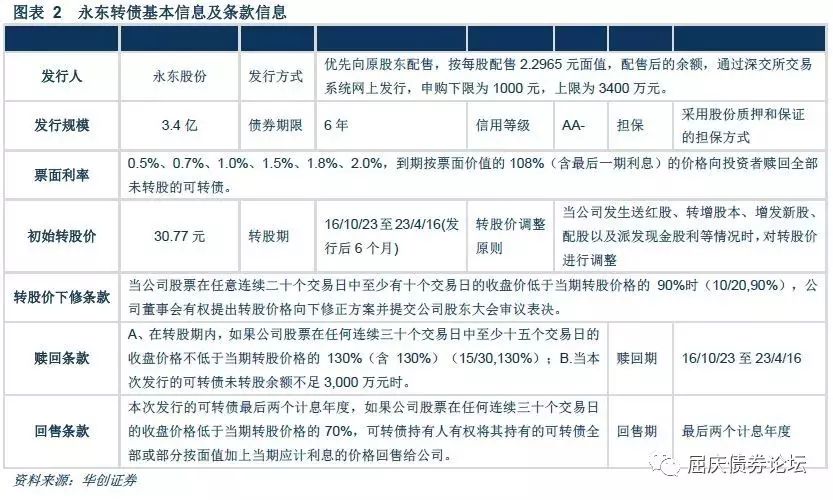 图表 2 永东转债基本信息及条款信息
发行人
永东股份
发行方式
优先向原股东配售，按每股配售 2.2965 元面值，配售后的余额，通过深交所交易
系统网上发行，申购下限为 1000 元，上限为 3400 万元。
发行规模
3.4 亿
债券期限
6 年
信用等级
AA-
担保
采用股份质押和保证
的担保方式
票面利率
0.5%、0.7%、1.0%、1.5%、1.8%、2.0%，到期按票面价值的 108%（含最后一期利息）的价格向投资者赎回全部
未转股的可转债。
初始转股价
30.77 元
转股期
16/10/23 至 23/4/16(发
行后 6 个月)
转股价调整
原则
当公司发生送红股、转增股本、增发新股、
配股以及派发现金股利等情况时，对转股价
进行调整
转股价下修条款
当公司股票在任意连续二十个交易日中至少有十个交易日的收盘价低于当期转股价格的 90%时（10/20,90%），公
司董事会有权提出转股价格向下修正方案并提交公司股东大会审议表决。
赎回条款
A、在转股期内，如果公司股票在任何连续三十个交易日中至少十五个交易日的
收盘价格不低于当期转股价格的 130%（含 130%）（15/30,130%）；B.当本
次发行的可转债未转股余额不足 3,000 万元时。
赎回期
16/10/23 至 23/4/16
回售条款
本次发行的可转债最后两个计息年度，如果公司股票在任何连续三十个交易日
的收盘价格低于当期转股价格的 70%，可转债持有人有权将其持有的可转债全
部或部分按面值加上当期应计利息的价格回售给公司。
回售期
最后两个计息年度
资料来源：华创证券
屈庆债券论坛